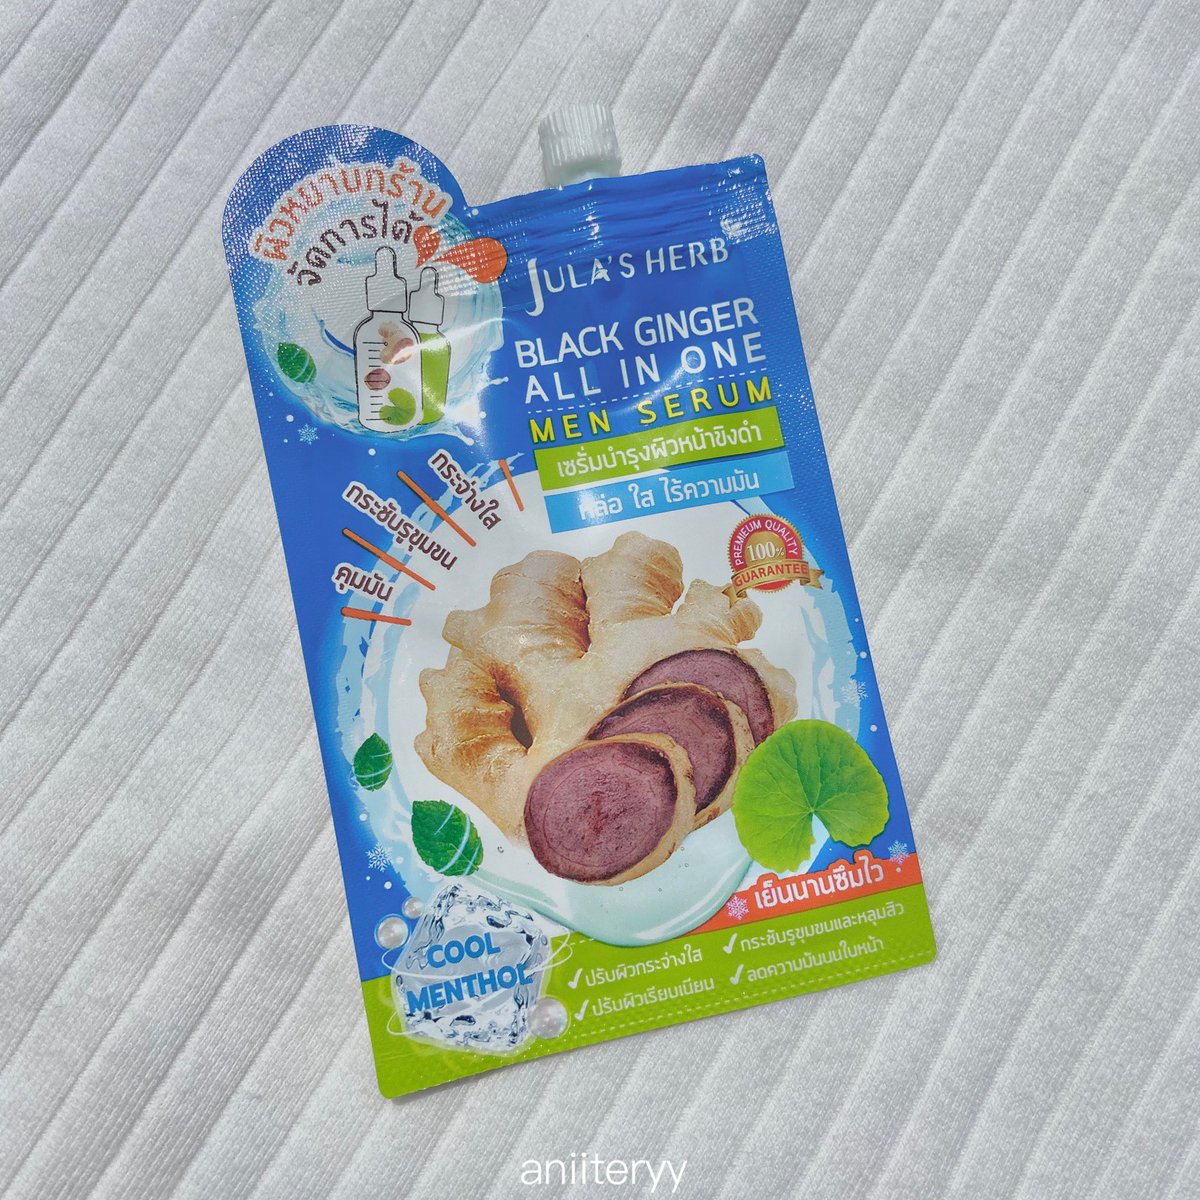 ผิวหยาบกร้าน
จัดการได้
JULA'S HERB
BLACK GINGER
ALL IN ONE
MEN SERUM
เซรั่มบำรุงผิวหน้าขิงดำ
หล่อ ใส ไร้ความมัน
กระจ่างใส
กระชับรูขุมขน
คุมมัน
PREMIEUM QUALITY
100%
GUARANTEE
เย็นนานซึมไว
COOL
MENTHOL
✓ ปรับผิวกระจ่างใส ✓ กระชับรูขุมขนและหลุมสิว
✓ ปรับผิวเรียบเนียน ✓ ลดความมันบนใบหน้า
aniiteryy